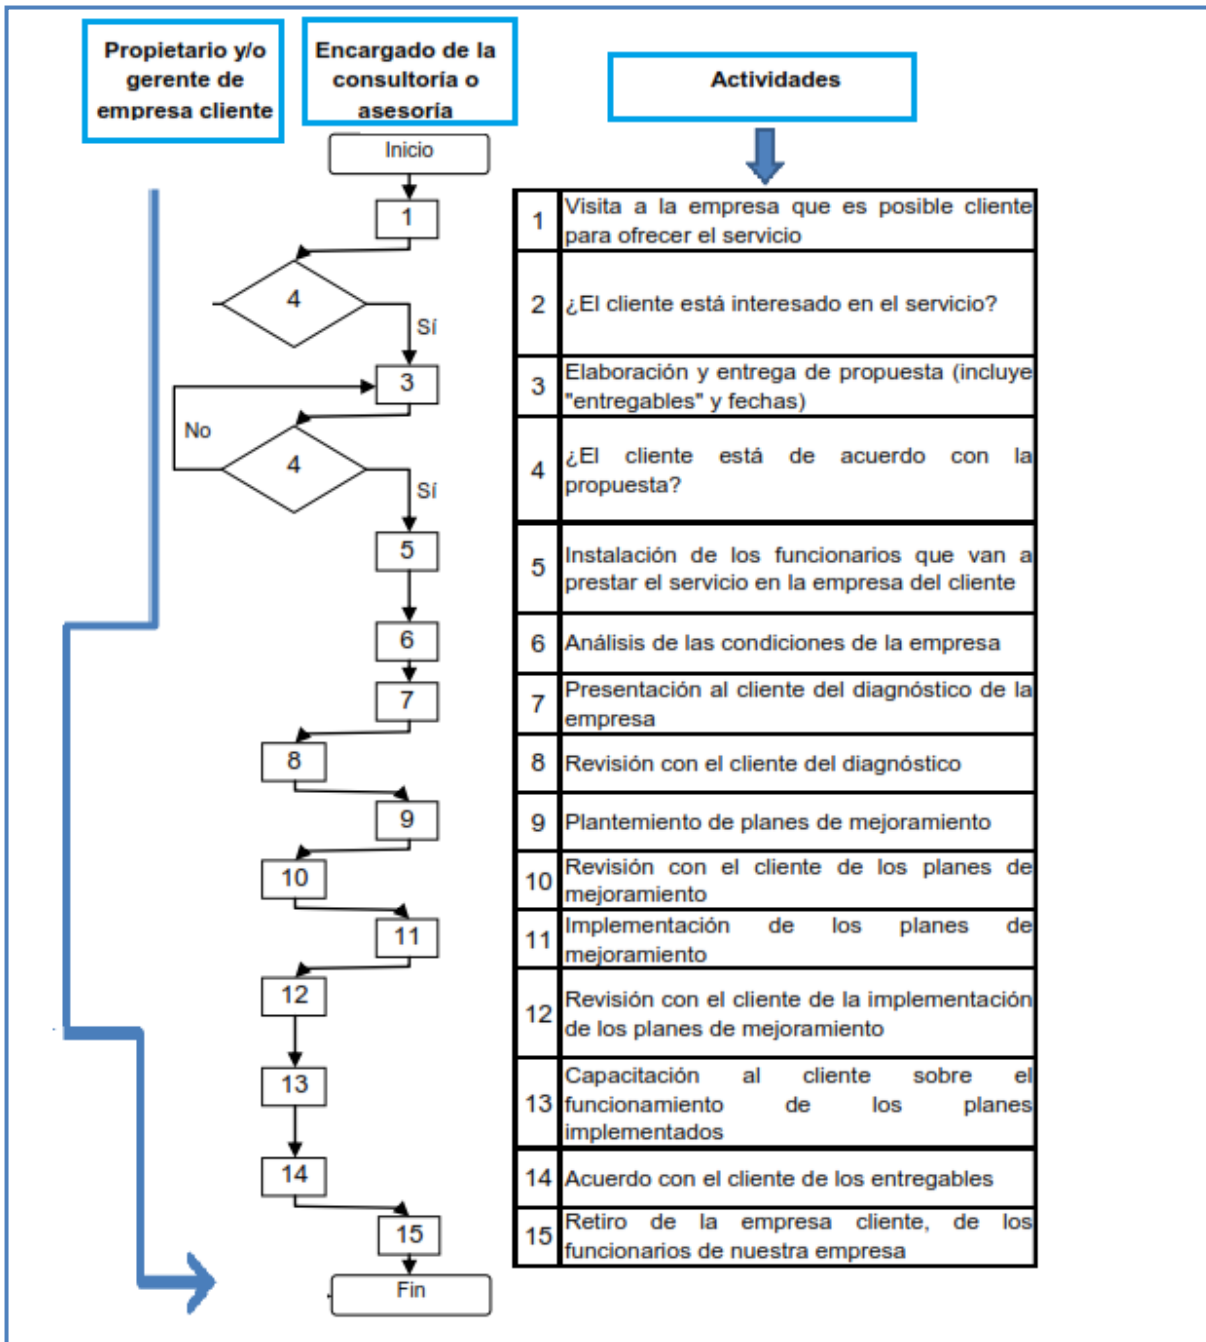 Propietario y/o
gerente de
empresa cliente
Encargado de la
consultoría o
asesoría
Actividades
Inicio
1
4
Sí
3
No
4
Sí
5
6
7
8
9
10
11
12
13
14
15
Fin
1 Visita a la empresa que es posible cliente
para ofrecer el servicio
2 ¿El cliente está interesado en el servicio?
3 Elaboración y entrega de propuesta (incluye
"entregables" y fechas)
4 ¿El cliente está de acuerdo con la
propuesta?
5 Instalación de los funcionarios que van a
prestar el servicio en la empresa del cliente
6 Análisis de las condiciones de la empresa
7 Presentación al cliente del diagnóstico de la
empresa
8 Revisión con el cliente del diagnóstico
9 Plantemiento de planes de mejoramiento
10 Revisión con el cliente de los planes de
mejoramiento
11 Implementación de los planes de
mejoramiento
12 Revisión con el cliente de la implementación
de los planes de mejoramiento
13 Capacitación al cliente sobre el
funcionamiento de los planes
implementados
14 Acuerdo con el cliente de los entregables
15 Retiro de la empresa cliente, de los
funcionarios de nuestra empresa